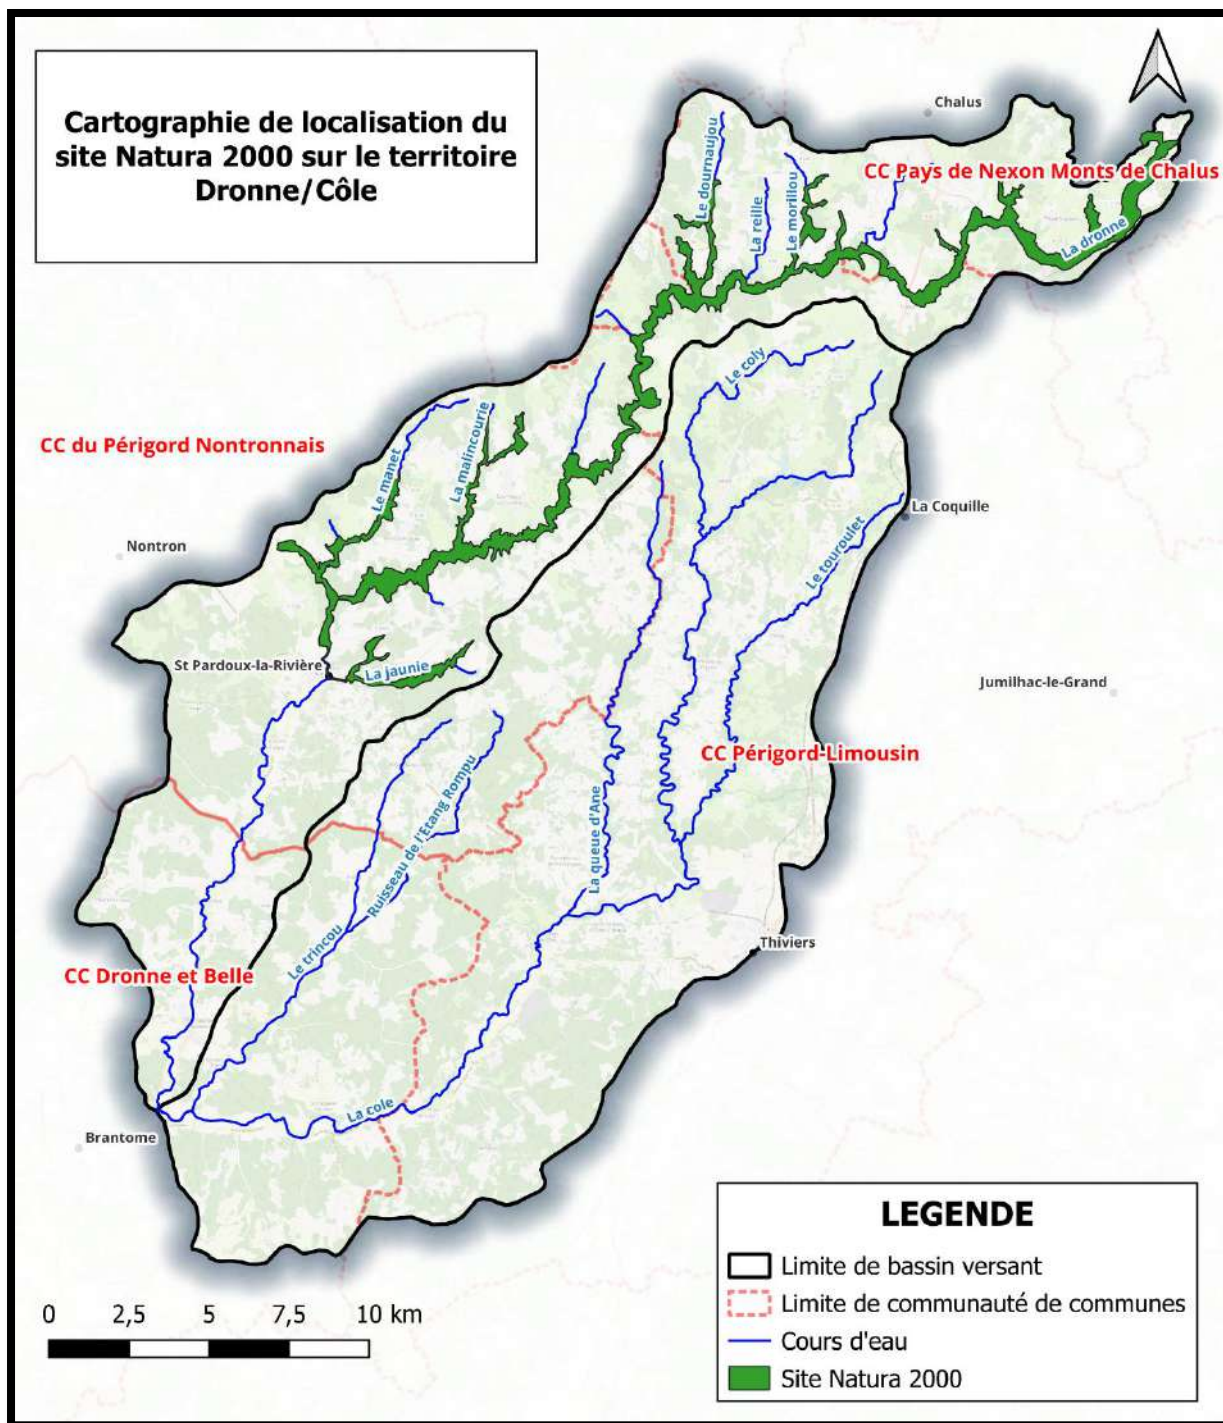 Cartographie de localisation du
site Natura 2000 sur le territoire
Dronne/Côle
Chalus
CC Pays de Nexon Monts de Chalus
Le dournaujou
La reille
Le morillou
La dronne
Le coly
CC du Périgord Nontronnais
Le manet
La malincourie
La Coquille
Nontron
Le touroulet
St Pardoux-la-Rivière
La jaunie
Jumilhac-le-Grand
CC Périgord-Limousin
Ruisseau de l'Etang Rompu
La queue d'Ane
Le trincou
Thiviers
CC Dronne et Belle
La cole
Brantome
LEGENDE
Limite de bassin versant
Limite de communauté de communes
Cours d'eau
Site Natura 2000
0 2,5 5 7,5 10 km